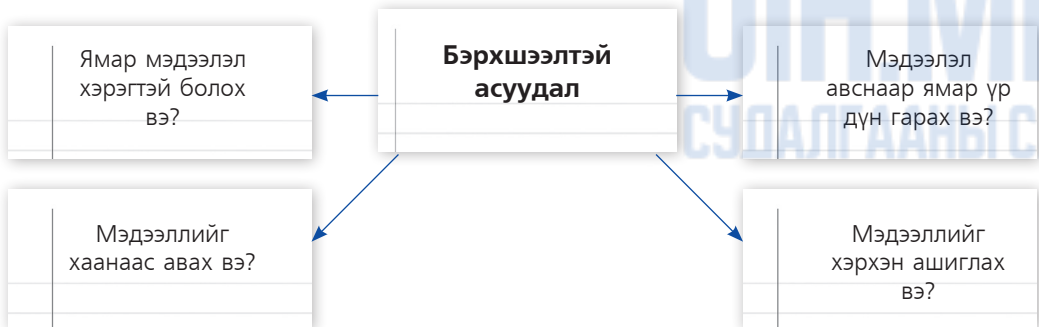 Ямар мэдээлэл
хэрэгтэй болох
вэ?
Бэрхшээлтэй
асуудал
Мэдээлэл
авснаар ямар үр
дүн гарах вэ?
Мэдээллийг
хаанаас авах вэ?
Мэдээллийг
хэрхэн ашиглах
вэ?